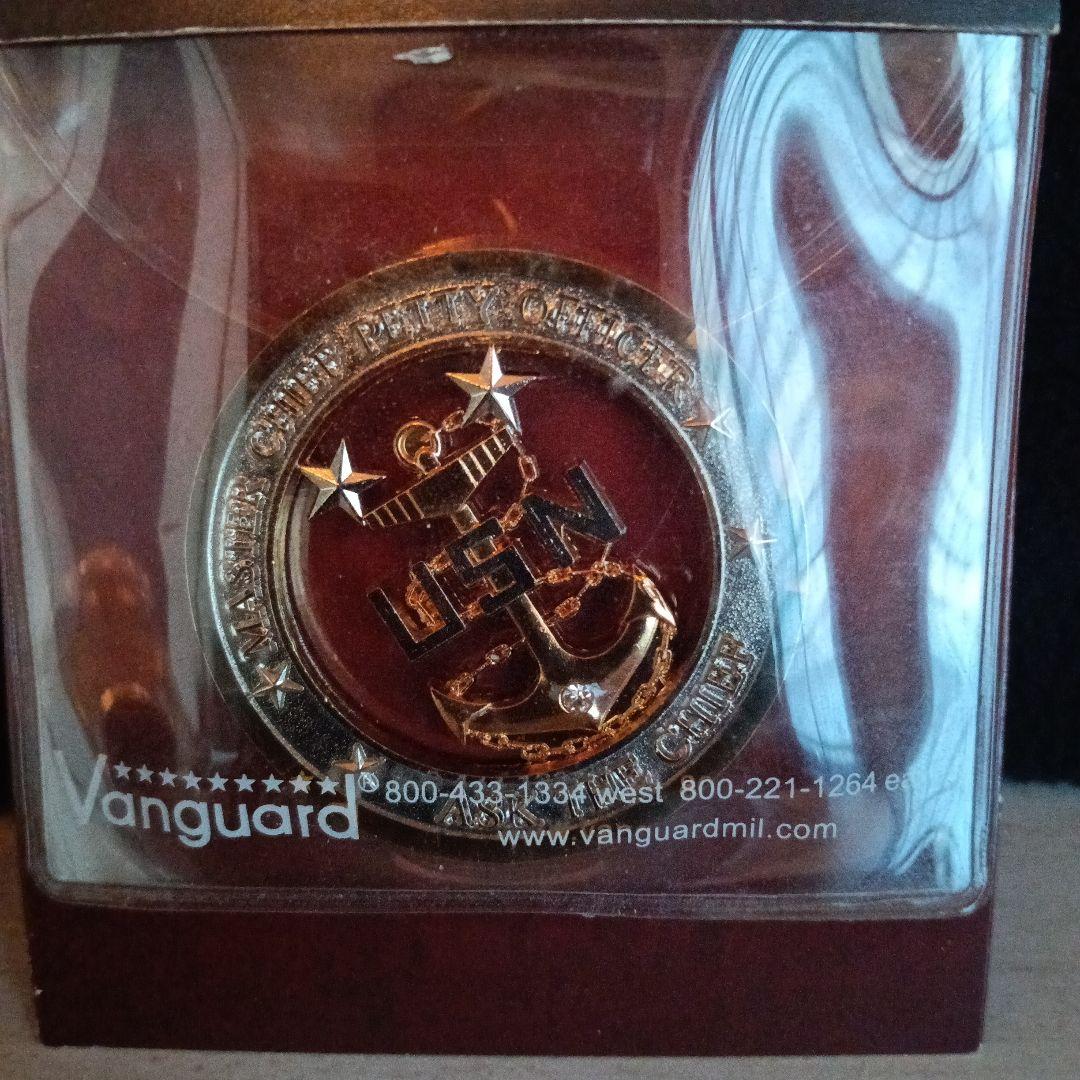 MASTER CHIEF PETTY OFFICER
USN
ASK THE CHIEF
Vanguard® 800-433-1334 west 800-221-1264
www.vanguardmil.com